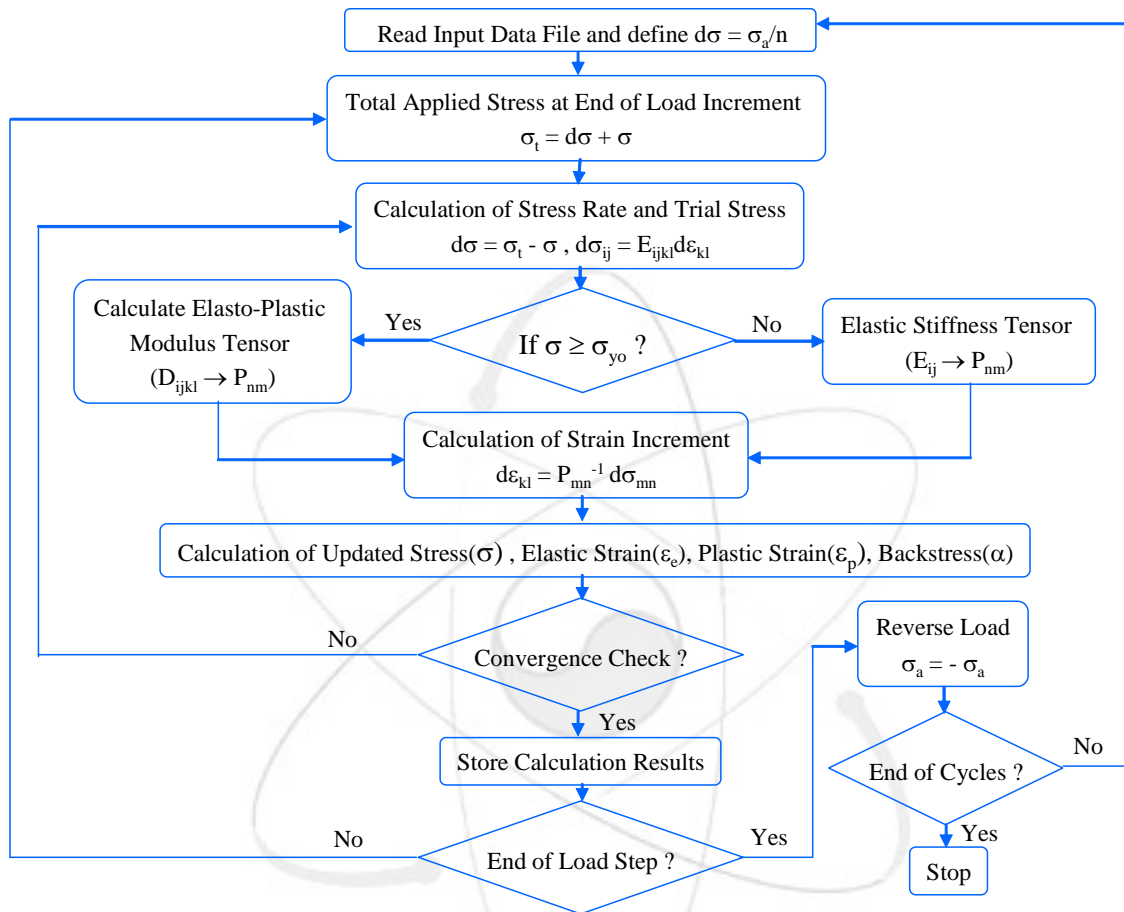 Read Input Data File and define dσ = σₐ/n
Total Applied Stress at End of Load Increment
σₜ = dσ + σ
Calculation of Stress Rate and Trial Stress
dσ = σₜ - σ , dσᵢⱼ = Eᵢⱼₖₗdεₖₗ
Calculate Elasto-Plastic
Modulus Tensor
(Dᵢⱼₖₗ → Pₙₘ)
Yes
If σ ≥ σ_yo ?
No
Elastic Stiffness Tensor
(Eᵢⱼ → Pₙₘ)
Calculation of Strain Increment
dεₖₗ = Pₘₙ⁻¹ dσₘₙ
Calculation of Updated Stress(σ) , Elastic Strain(εₑ), Plastic Strain(εₚ), Backstress(α)
No
Convergence Check ?
Yes
Reverse Load
σₐ = - σₐ
Store Calculation Results
End of Cycles ?
No
Yes
Stop
No
End of Load Step ?
Yes